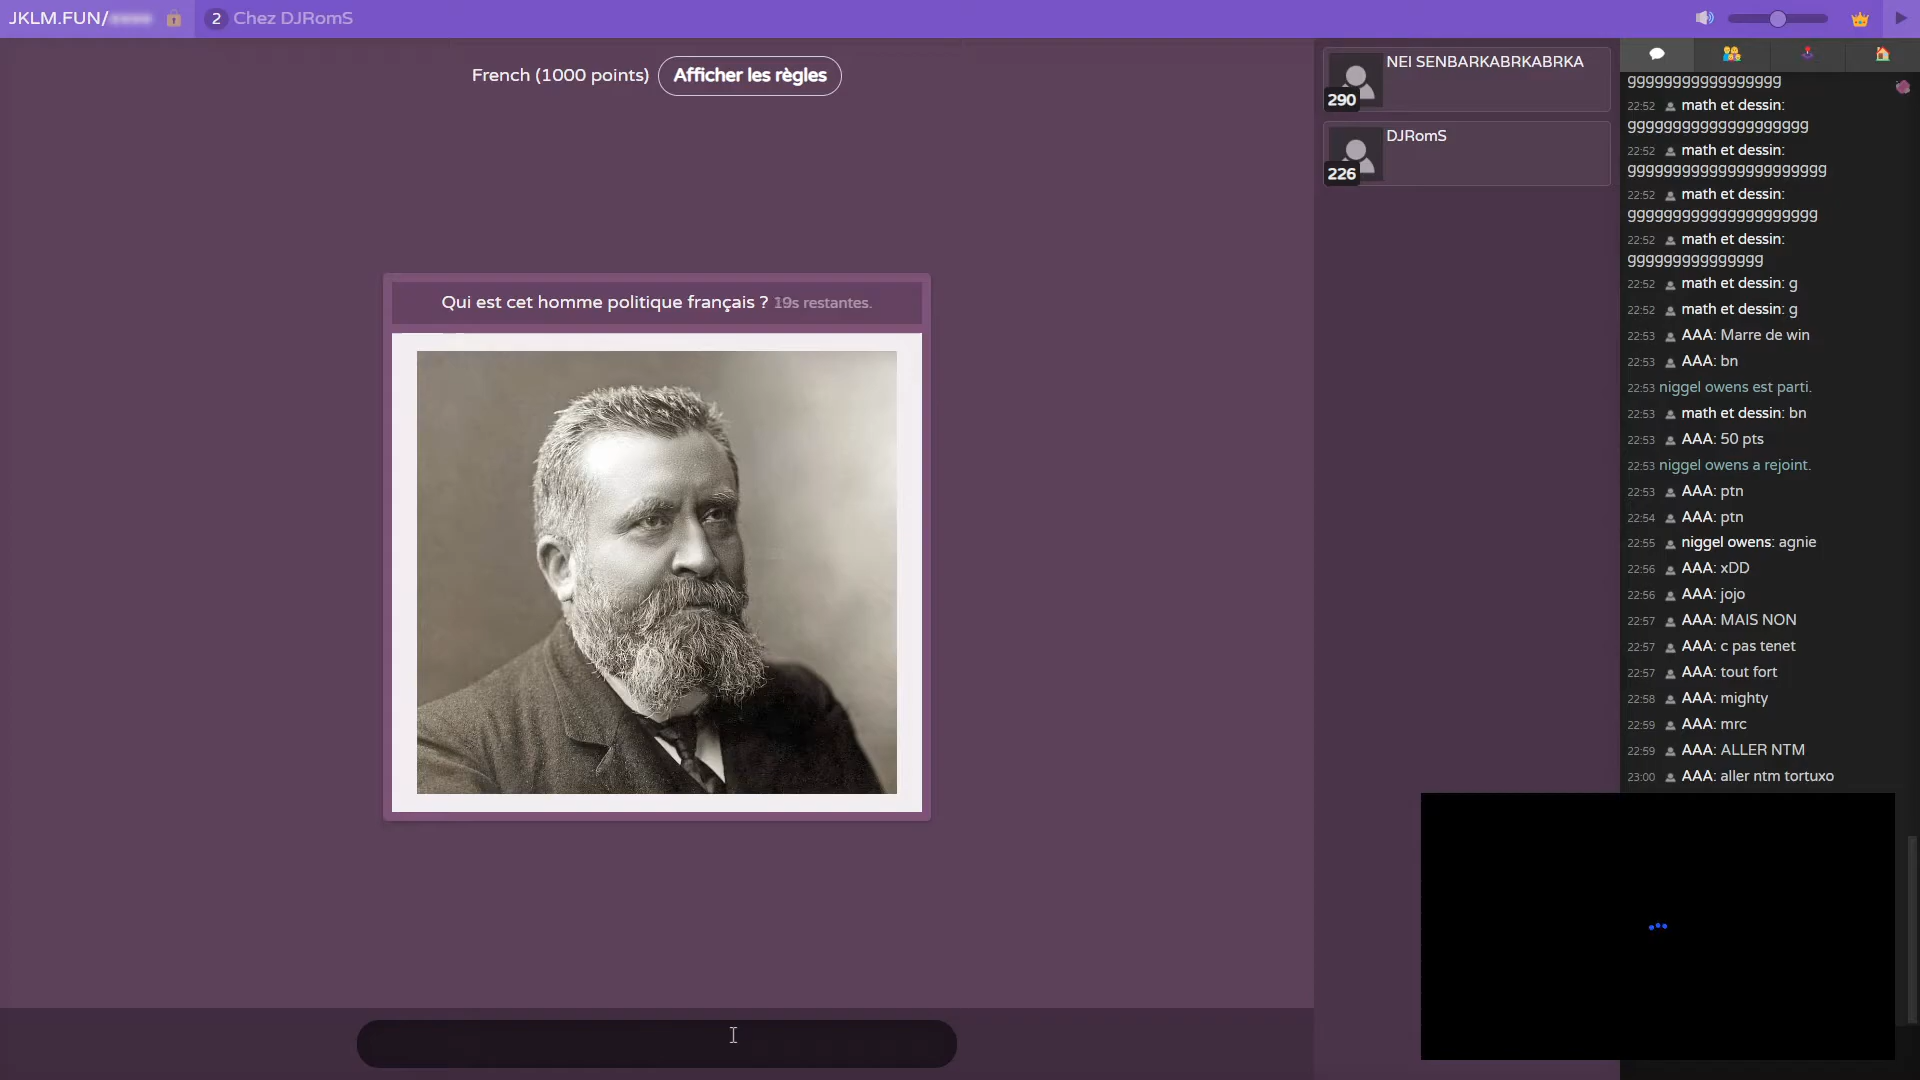 JKLM.FUN/
2 Chez DJRomS
French (1000 points) Afficher les règles
Qui est cet homme politique français ? 19s restantes.
NEI SENBARKABRKABRKA
290
DJRomS
226
ggggggggggggggggg
22:52 math et dessin:
gggggggggggggggggggg
22:52 math et dessin:
gggggggggggggggggggggg
22:52 math et dessin:
ggggggggggggggggggggg
22:52 math et dessin:
ggggggggggggggg
22:52 math et dessin: g
22:52 math et dessin: g
22:53 AAA: Marre de win
22:53 AAA: bn
22:53 niggel owens est parti.
22:53 math et dessin: bn
22:53 AAA: 50 pts
22:53 niggel owens a rejoint.
22:53 AAA: ptn
22:54 AAA: ptn
22:55 niggel owens: agnie
22:56 AAA: xDD
22:56 AAA: jojo
22:57 AAA: MAIS NON
22:57 AAA: c pas tenet
22:57 AAA: tout fort
22:58 AAA: mighty
22:59 AAA: mrc
22:59 AAA: ALLER NTM
23:00 AAA: aller ntm tortuxo